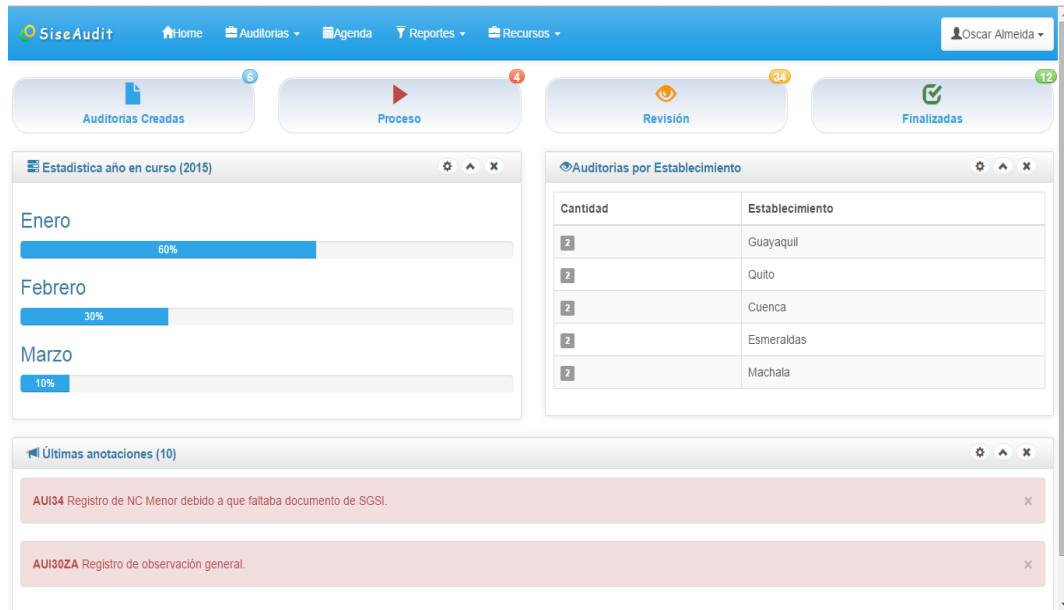 SiseAudit Home Auditorias Agenda Reportes Recursos Oscar Almeida
6 4 34 12
Auditorias Creadas Proceso Revisión Finalizadas
Estadistica año en curso (2015)
Enero
60%
Febrero
30%
Marzo
10%
Auditorias por Establecimiento
Cantidad Establecimiento
2 Guayaquil
2 Quito
2 Cuenca
2 Esmeraldas
2 Machala
Últimas anotaciones (10)
AUI34 Registro de NC Menor debido a que faltaba documento de SGSI.
AUI30ZA Registro de observación general.